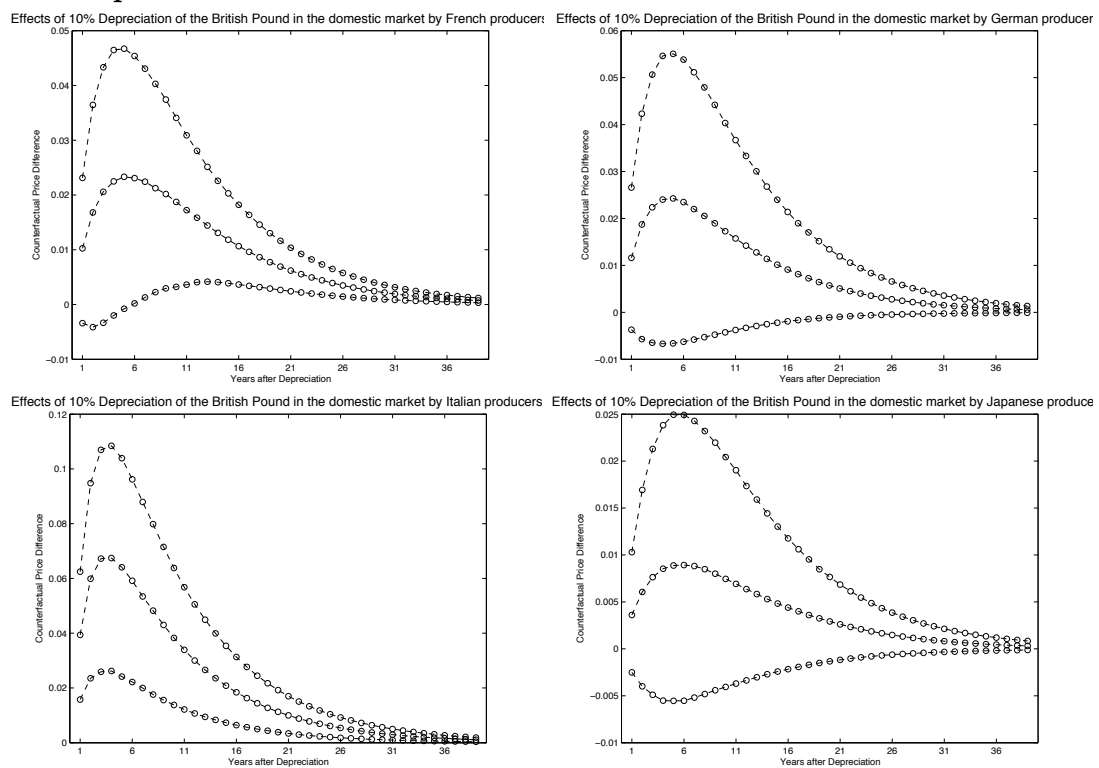 Effects of 10% Depreciation of the British Pound in the domestic market by French producers
0.05
0.04
0.03
0.02
0.01
0
−0.01
Counterfactual Price Difference
1 6 11 16 21 26 31 36
Years after Depreciation
Effects of 10% Depreciation of the British Pound in the domestic market by German producer
0.06
0.05
0.04
0.03
0.02
0.01
0
−0.01
Counterfactual Price Difference
1 6 11 16 21 26 31 36
Years after Depreciation
Effects of 10% Depreciation of the British Pound in the domestic market by Italian producers
0.12
0.1
0.08
0.06
0.04
0.02
0
Counterfactual Price Difference
1 6 11 16 21 26 31 36
Years after Depreciation
Effects of 10% Depreciation of the British Pound in the domestic market by Japanese produce
0.025
0.02
0.015
0.01
0.005
0
−0.005
−0.01
Counterfactual Price Difference
1 6 11 16 21 26 31 36
Years after Depreciation